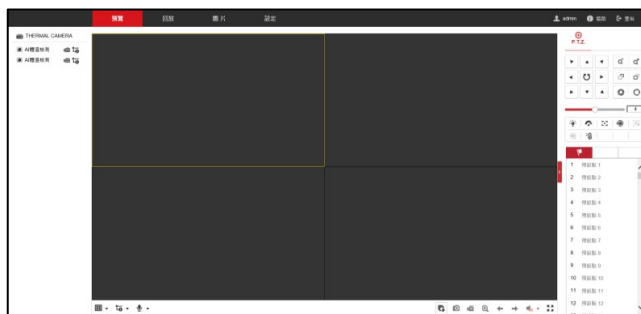 預覽 回放 圖片 設定 admin 說明 登出
THERMAL CAMERA
AI體溫檢測
AI體溫檢測
P.T.Z.
4
1 預設點 1
2 預設點 2
3 預設點 3
4 預設點 4
5 預設點 5
6 預設點 6
7 預設點 7
8 預設點 8
9 預設點 9
10 預設點 10
11 預設點 11
12 預設點 12